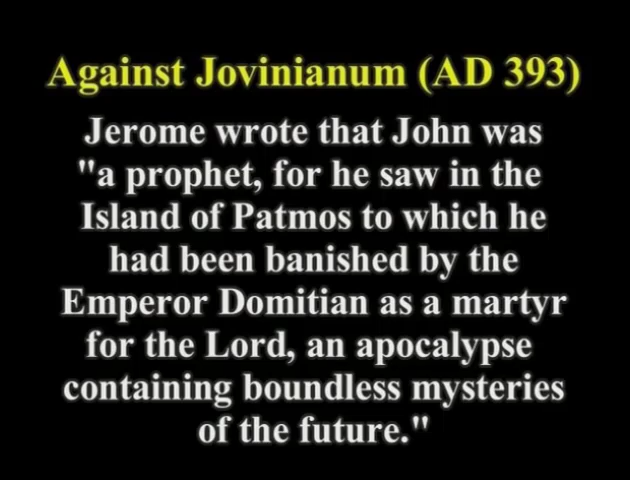 Against Jovinianum (AD 393)
Jerome wrote that John was
"a prophet, for he saw in the
Island of Patmos to which he
had been banished by the
Emperor Domitian as a martyr
for the Lord, an apocalypse
containing boundless mysteries
of the future."